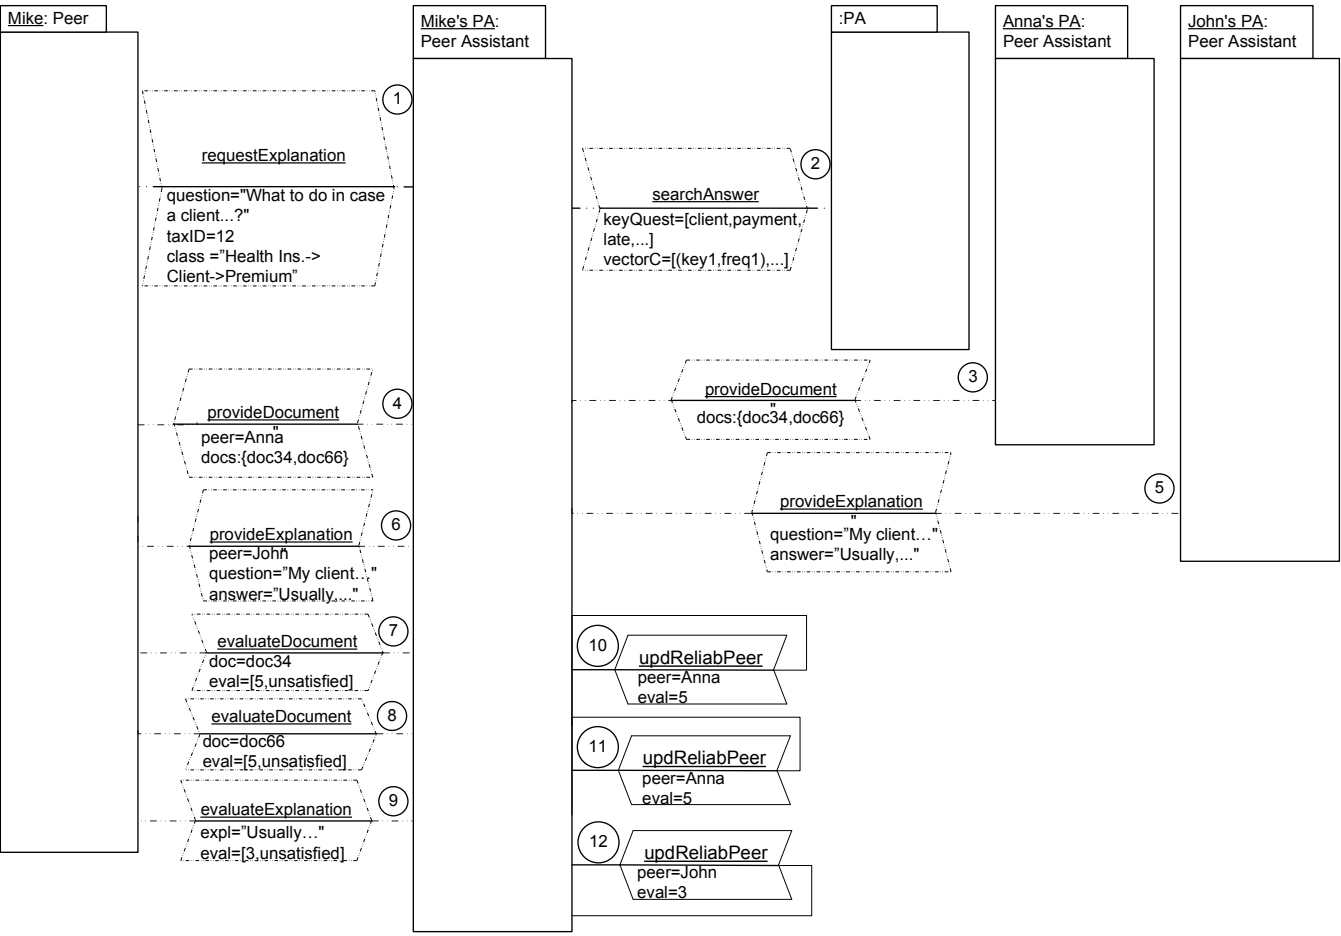 Mike: Peer
Mike's PA:
Peer Assistant
:PA
Anna's PA:
Peer Assistant
John's PA:
Peer Assistant
1
requestExplanation
question="What to do in case
a client...?"
taxID=12
class =”Health Ins.->
Client->Premium”
2
searchAnswer
keyQuest=[client,payment,
late,...]
vectorC=[(key1,freq1),...]
3
provideDocument
"
docs:{doc34,doc66}
4
provideDocument
"
peer=Anna
docs:{doc34,doc66}
5
provideExplanation
"
question=”My client…"
answer=”Usually,..."
6
provideExplanation
"
peer=John
question=”My client…"
answer=”Usually,..."
7
evaluateDocument
doc=doc34
eval=[5,unsatisfied]
8
evaluateDocument
doc=doc66
eval=[5,unsatisfied]
9
evaluateExplanation
expl=”Usually…"
eval=[3,unsatisfied]
10
updReliabPeer
peer=Anna
eval=5
11
updReliabPeer
peer=Anna
eval=5
12
updReliabPeer
peer=John
eval=3